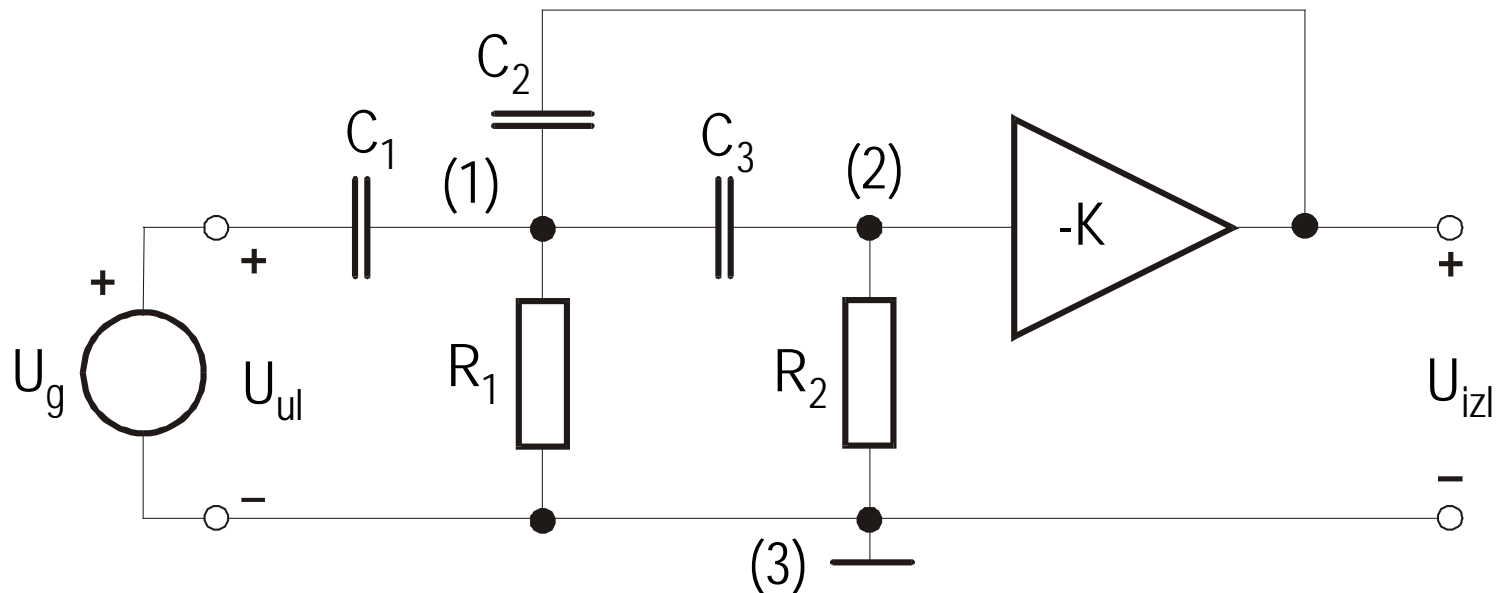 C2
C1
(1)
C3
(2)
-K
+
+
+
Ug
Uul
R1
R2
Uizl
−
−
(3)